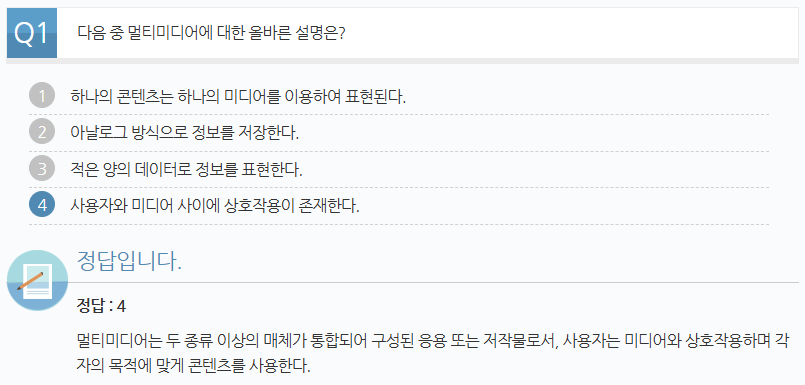 Q1 다음 중 멀티미디어에 대한 올바른 설명은?
1 하나의 콘텐츠는 하나의 미디어를 이용하여 표현된다.
2 아날로그 방식으로 정보를 저장한다.
3 적은 양의 데이터로 정보를 표현한다.
4 사용자와 미디어 사이에 상호작용이 존재한다.
정답입니다.
정답 : 4
멀티미디어는 두 종류 이상의 매체가 통합되어 구성된 응용 또는 저작물로서, 사용자는 미디어와 상호작용하며 각
자의 목적에 맞게 콘텐츠를 사용한다.